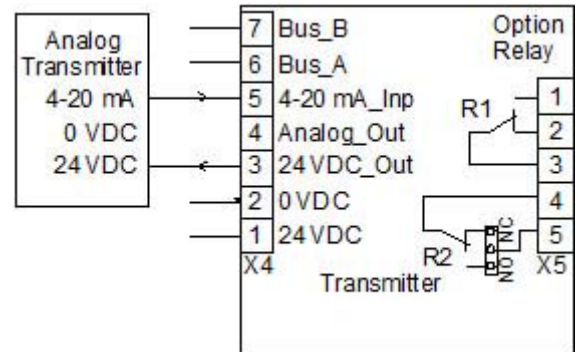 Analog
Transmitter
4-20 mA
0 VDC
24 VDC
7 Bus_B
6 Bus_A
5 4-20 mA_Inp
4 Analog_Out
3 24 VDC_Out
2 0 VDC
1 24 VDC
X4
Option
Relay
R1
1
2
3
4
5
X5
R2
NO NC
Transmitter